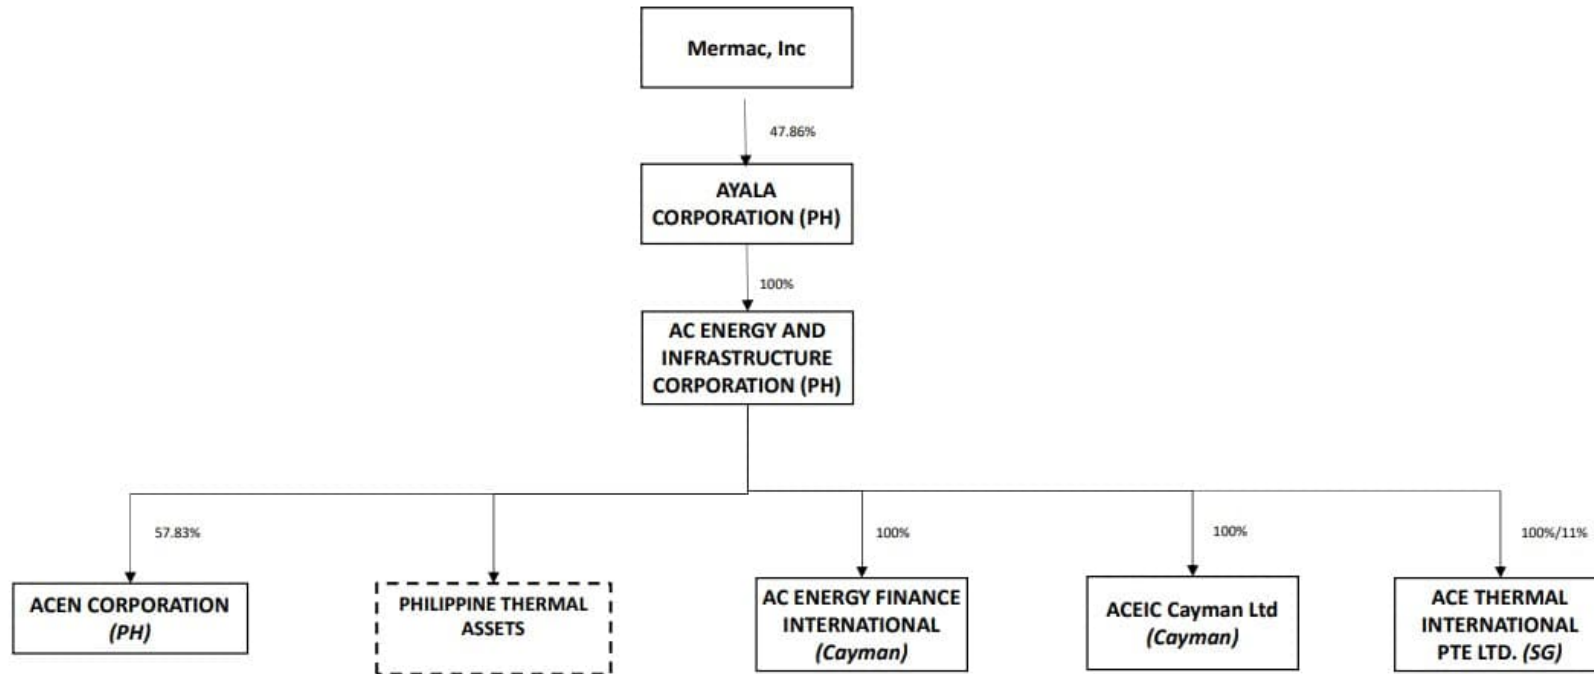 Mermac, Inc
47.86%
AYALA
CORPORATION (PH)
100%
AC ENERGY AND
INFRASTRUCTURE
CORPORATION (PH)
57.83%
100%
100%
100%/11%
ACEN CORPORATION
(PH)
PHILIPPINE THERMAL
ASSETS
AC ENERGY FINANCE
INTERNATIONAL
(Cayman)
ACEIC Cayman Ltd
(Cayman)
ACE THERMAL
INTERNATIONAL
PTE LTD. (SG)